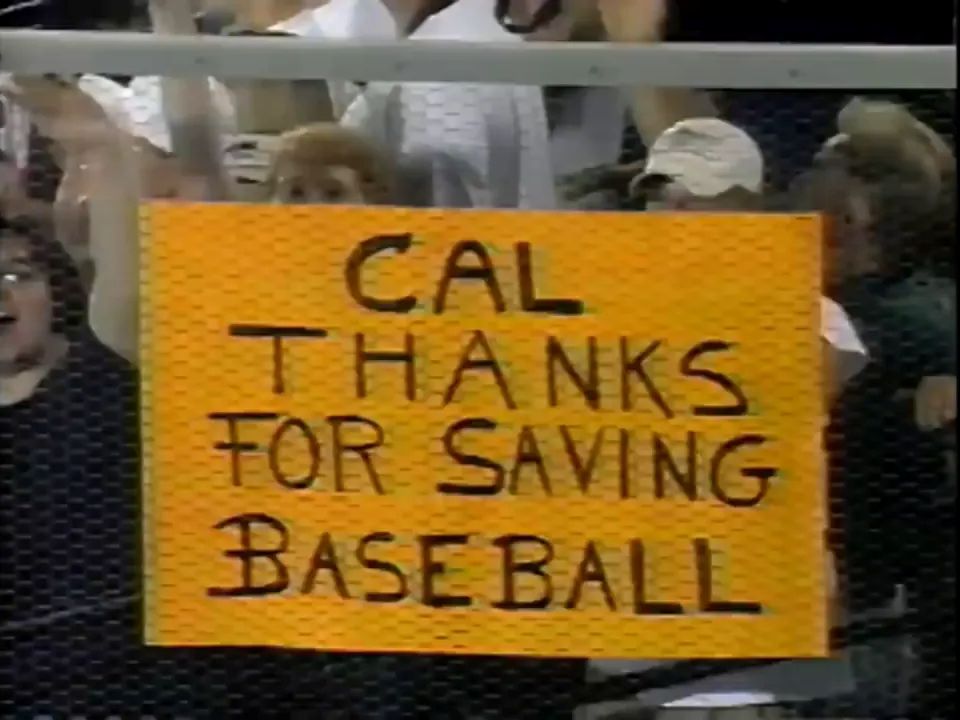 CAL
THANKS
FOR SAVING
BASEBALL